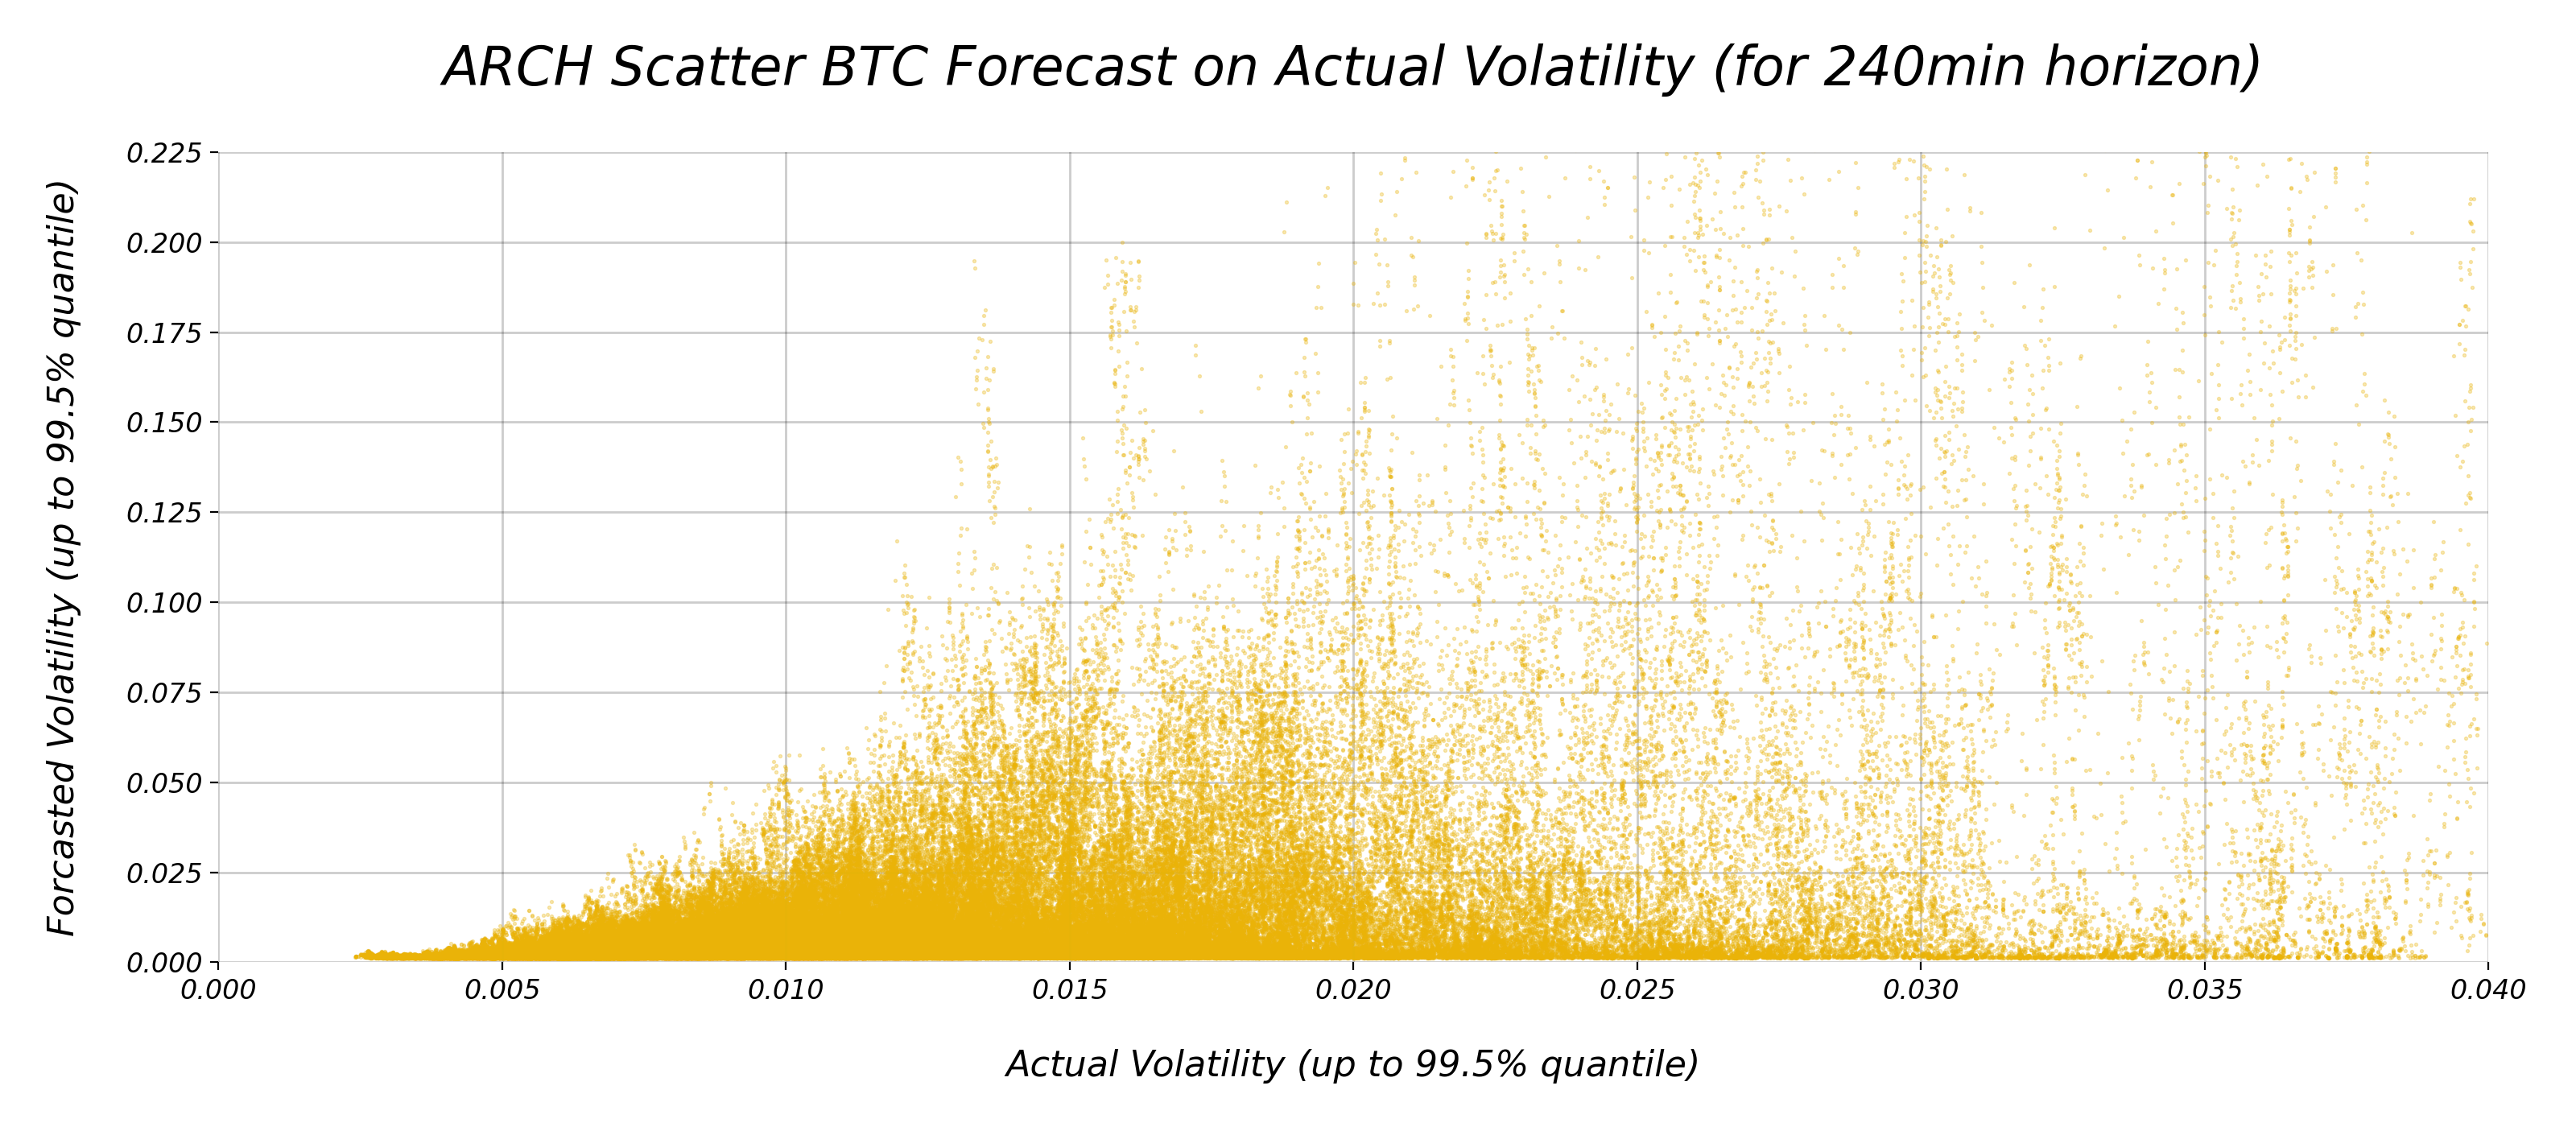 ARCH Scatter BTC Forecast on Actual Volatility (for 240min horizon)
Forcasted Volatility (up to 99.5% quantile)
0.225
0.200
0.175
0.150
0.125
0.100
0.075
0.050
0.025
0.000
0.000 0.005 0.010 0.015 0.020 0.025 0.030 0.035 0.040
Actual Volatility (up to 99.5% quantile)